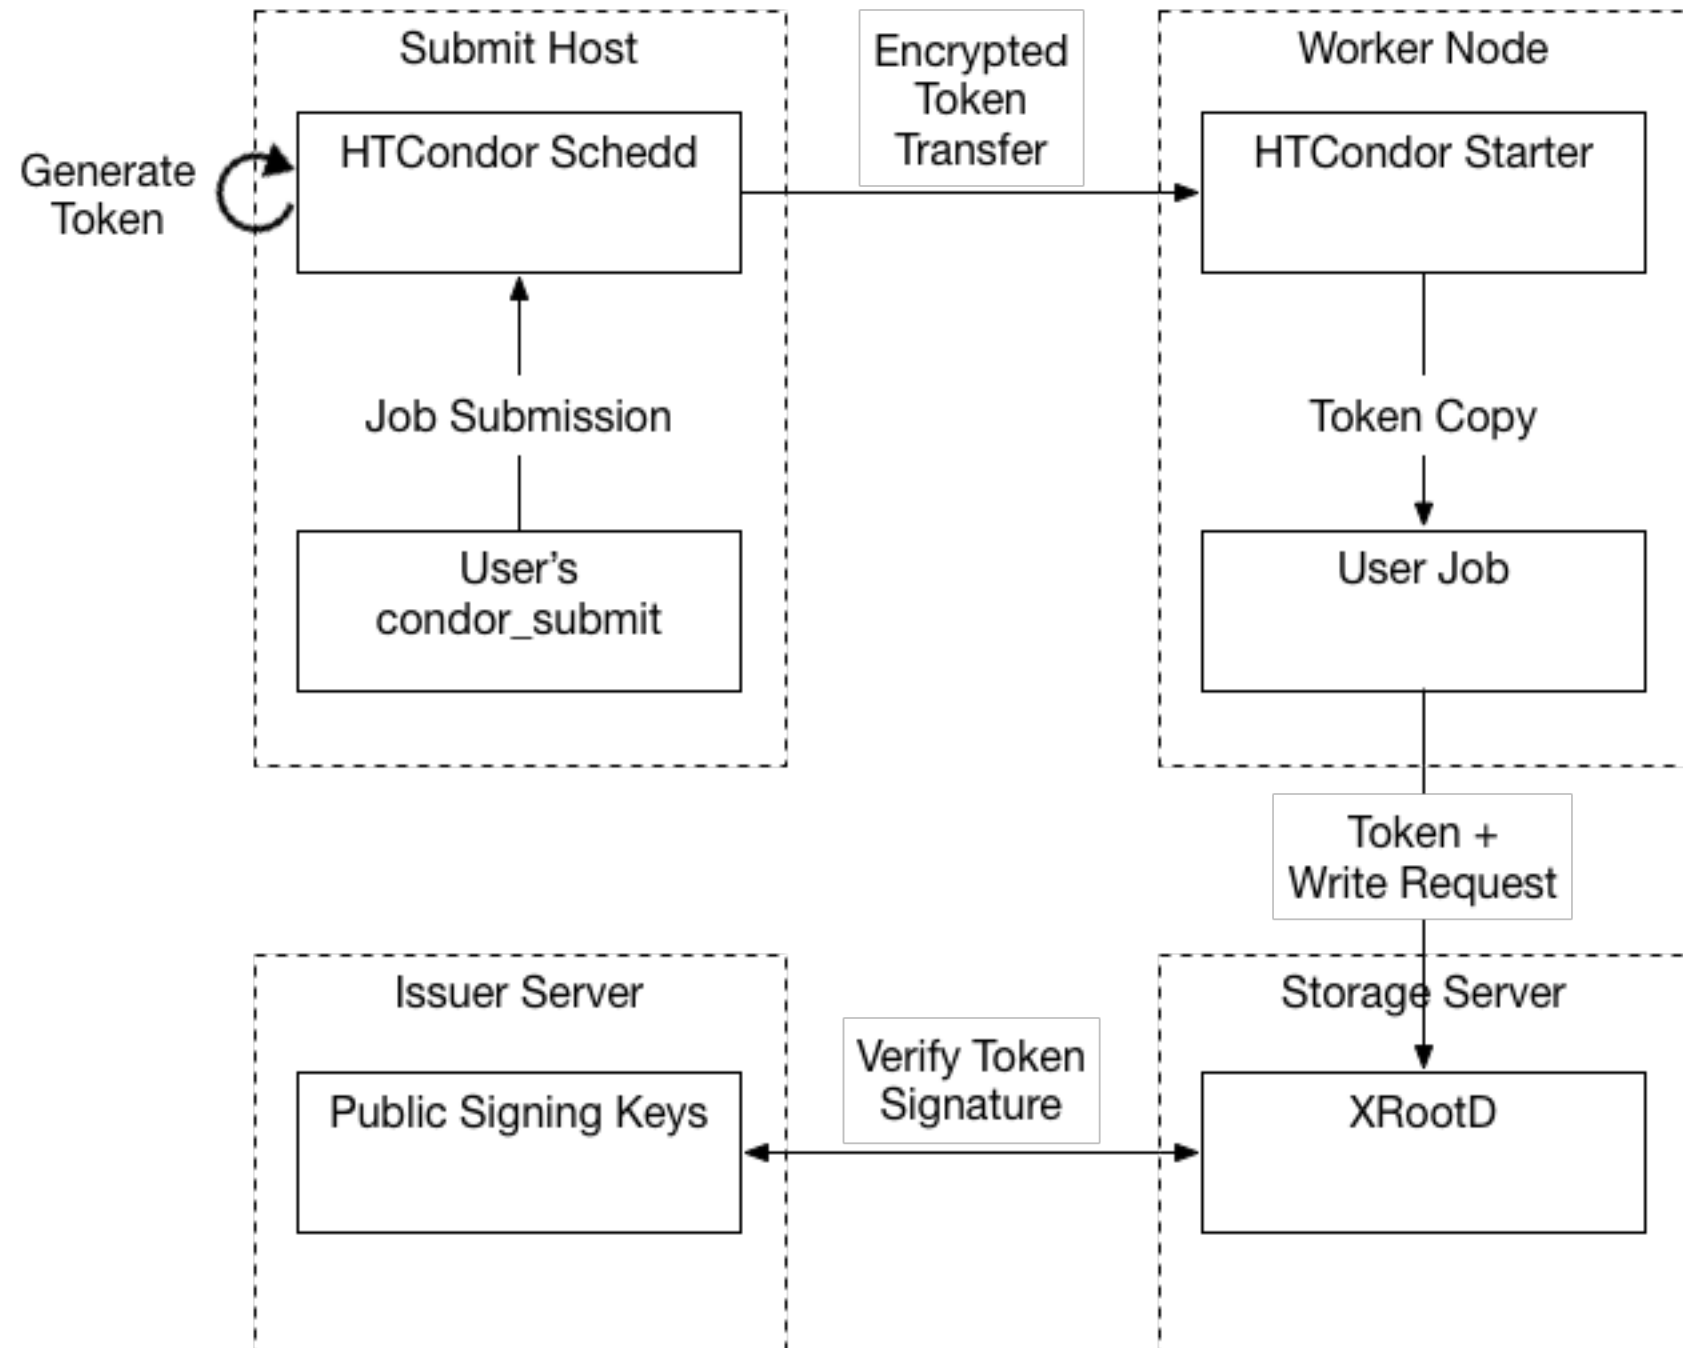 Submit Host
Encrypted
Token
Transfer
Worker Node
Generate
Token
HTCondor Schedd
HTCondor Starter
Job Submission
Token Copy
User’s
condor_submit
User Job
Token +
Write Request
Issuer Server
Storage Server
Verify Token
Signature
Public Signing Keys
XRootD